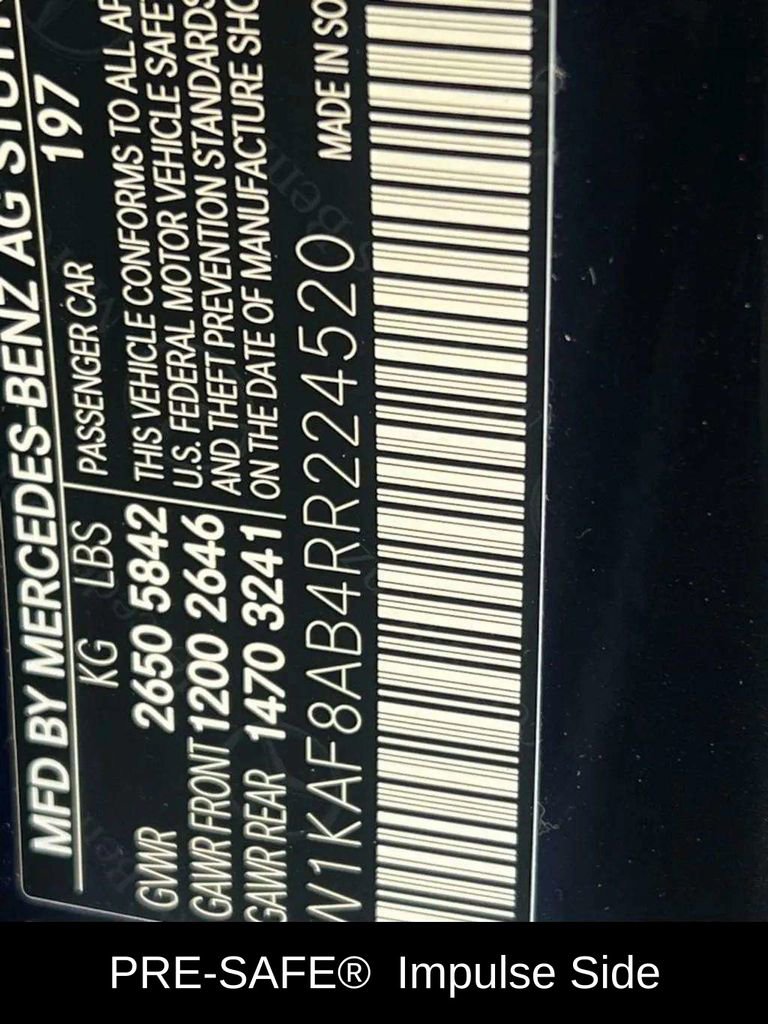 MFD BY MERCEDES-BENZ AG
197
KG LBS PASSENGER CAR
GVWR 2650 5842
GAWR FRONT 1200 2646
GAWR REAR 1470 3241
THIS VEHICLE CONFORMS TO ALL
U.S. FEDERAL MOTOR VEHICLE SAFE
AND THEFT PREVENTION STANDARDS
ON THE DATE OF MANUFACTURE
1KAF8AB4RR224520
MADE IN
PRE-SAFE® Impulse Side